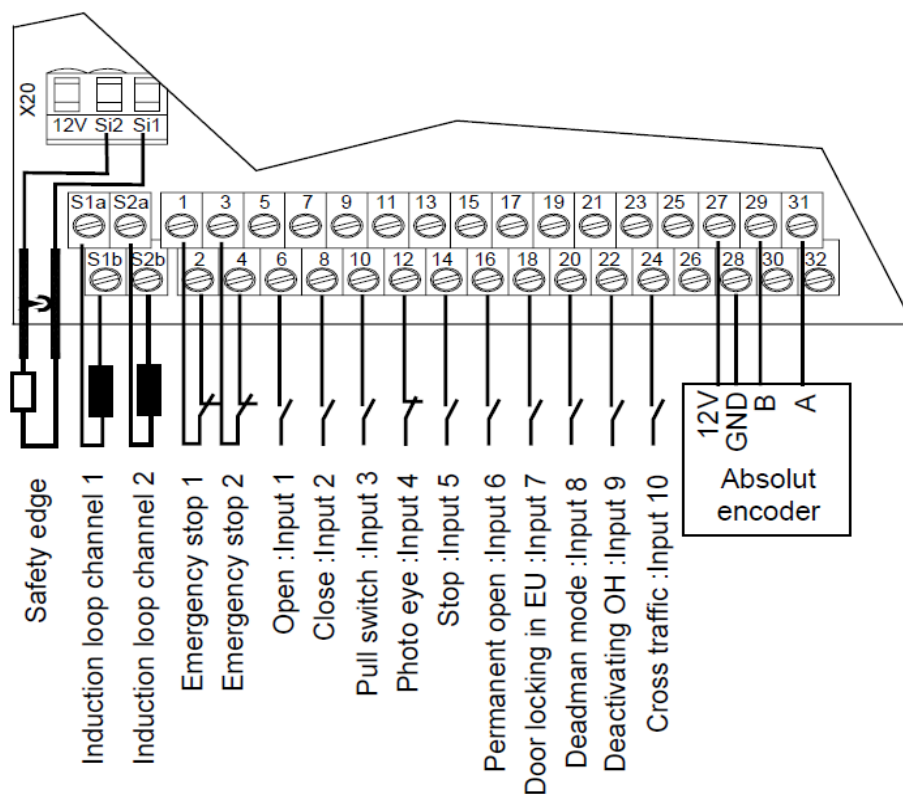 X20
12V Si2 Si1
S1a S2a 1 3 5 7 9 11 13 15 17 19 21 23 25 27 29 31
S1b S2b 2 4 6 8 10 12 14 16 18 20 22 24 26 28 30 32
12V
GND
B
A
Absolut
encoder
Safety edge
Induction loop channel 1
Induction loop channel 2
Emergency stop 1
Emergency stop 2
Open :Input 1
Close :Input 2
Pull switch :Input 3
Photo eye :Input 4
Stop :Input 5
Permanent open :Input 6
Door locking in EU :Input 7
Deadman mode :Input 8
Deactivating OH :Input 9
Cross traffic :Input 10